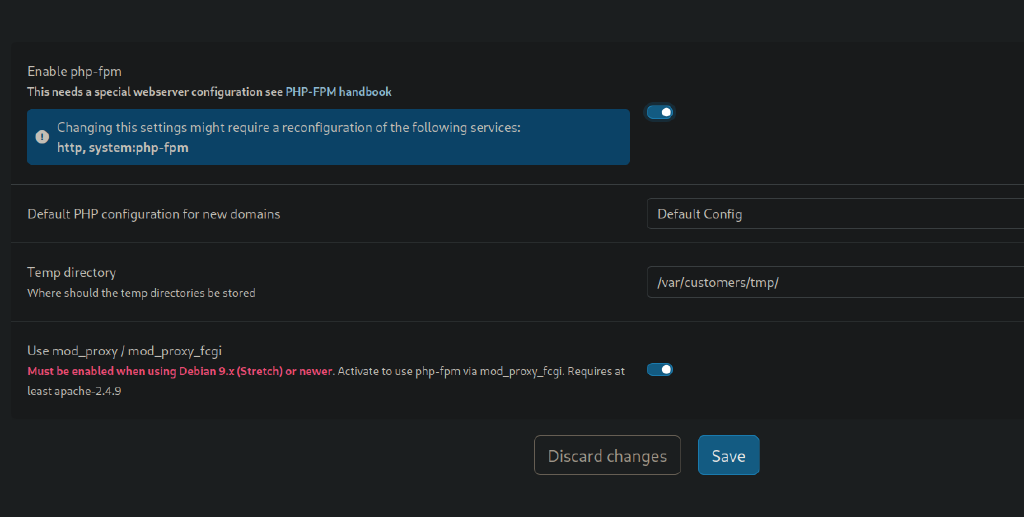 Enable php-fpm
This needs a special webserver configuration see PHP-FPM handbook
Changing this settings might require a reconfiguration of the following services:
http, system:php-fpm
Default PHP configuration for new domains
Default Config
Temp directory
Where should the temp directories be stored
/var/customers/tmp/
Use mod_proxy / mod_proxy_fcgi
Must be enabled when using Debian 9.x (Stretch) or newer. Activate to use php-fpm via mod_proxy_fcgi. Requires at
least apache-2.4.9
Discard changes
Save